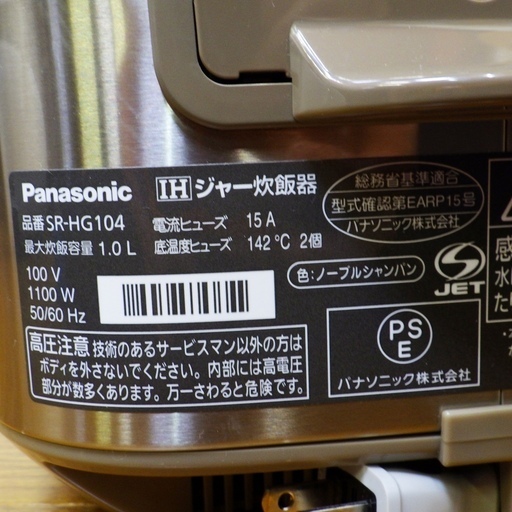 Panasonic IH ジャー炊飯器
品番 SR-HG104
最大炊飯容量 1.0 L
電流ヒューズ 15 A
底温度ヒューズ 142 ℃ 2個
100 V
1100 W
50/60 Hz
総務省基準適合
型式確認第EARP15号
パナソニック株式会社
色:ノーブルシャンパン
JET
PS
E
パナソニック株式会社
高圧注意 技術のあるサービスマン以外の方は
ボディを外さないでください。内部には高電圧
部分が数多くあります。万一さわると危険です。
感
水
たり